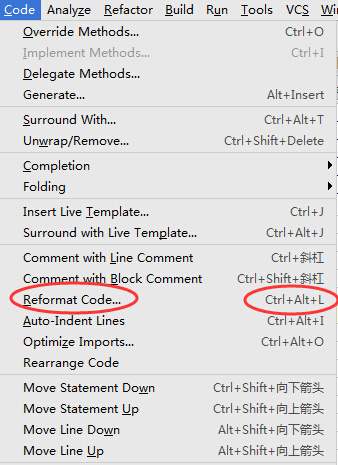 Code Analyze Refactor Build Run Tools VCS Wi
Override Methods... Ctrl+O
Implement Methods... Ctrl+I
Delegate Methods...
Generate... Alt+Insert
Surround With... Ctrl+Alt+T
Unwrap/Remove... Ctrl+Shift+Delete
Completion
Folding
Insert Live Template... Ctrl+J
Surround with Live Template... Ctrl+Alt+J
Comment with Line Comment Ctrl+斜杠
Comment with Block Comment Ctrl+Shift+斜杠
Reformat Code... Ctrl+Alt+L
Auto-Indent Lines Ctrl+Alt+I
Optimize Imports... Ctrl+Alt+O
Rearrange Code
Move Statement Down Ctrl+Shift+向下箭头
Move Statement Up Ctrl+Shift+向上箭头
Move Line Down Alt+Shift+向下箭头
Move Line Up Alt+Shift+向上箭头